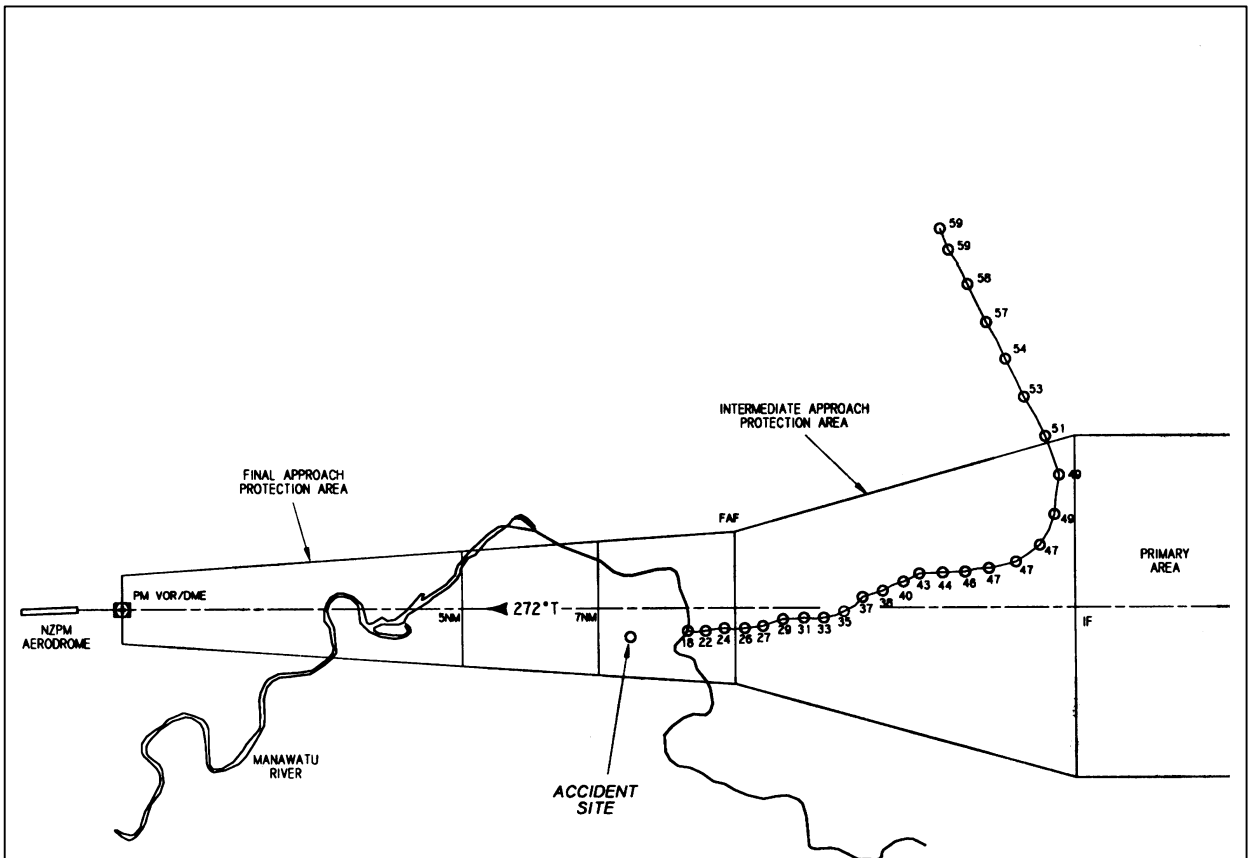 59
59
58
57
54
53
51
INTERMEDIATE APPROACH
PROTECTION AREA
FINAL APPROACH
PROTECTION AREA
49
49
FAF
47
PRIMARY
AREA
47
47
46
44
43
40
38
37
PM VOR/DME
35
33
31
29
27
26
24
22
18
272°T
5NM
7NM
IF
NZPM
AERODROME
MANAWATU
RIVER
ACCIDENT
SITE